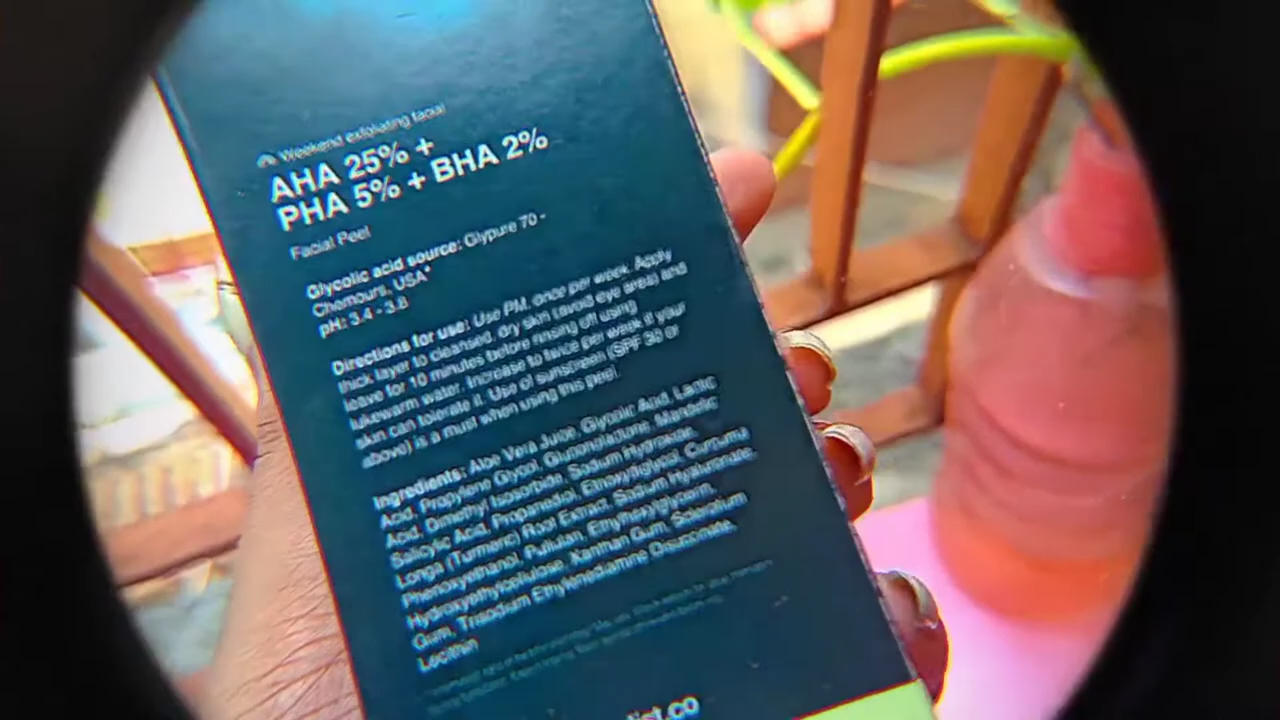 Weekend exfoliating facial
AHA 25% +
PHA 5% + BHA 2%
Facial Peel
Glycolic acid source: Glypure 70 -
Chemours, USA*
pH: 3.4 - 3.8
Directions for use: Use PM, once per week. Apply
thick layer to cleansed, dry skin (avoid eye area) and
leave for 10 minutes before rinsing off using
lukewarm water. Increase to twice per week if your
skin can tolerate it. Use of sunscreen (SPF 30 or
above) is a must when using this peel.
Ingredients: Aloe Vera Juice, Glycolic Acid, Lactic
Acid, Propylene Glycol, Gluconolactone, Mandelic
Acid, Dimethyl Isosorbide, Sodium Hydroxide,
Salicylic Acid, Propanediol, Ethoxydiglycol, Curcuma
Longa (Turmeric) Root Extract, Sodium Hyaluronate,
Phenoxyethanol, Pullulan, Ethylhexylglycerin,
Hydroxyethylcellulose, Xanthan Gum, Sclerotium
Gum, Trisodium Ethylenediamine Disuccinate,
Lecithin
ist.co